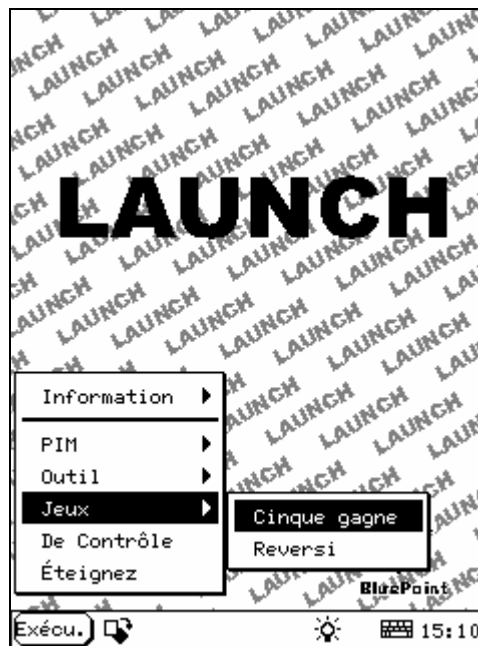 LAUNCH
Information
PIM
Outil
Jeux
Cinque gagne
De Contrôle
Reversi
Éteignez
BluePoint
Exécu.
15:10